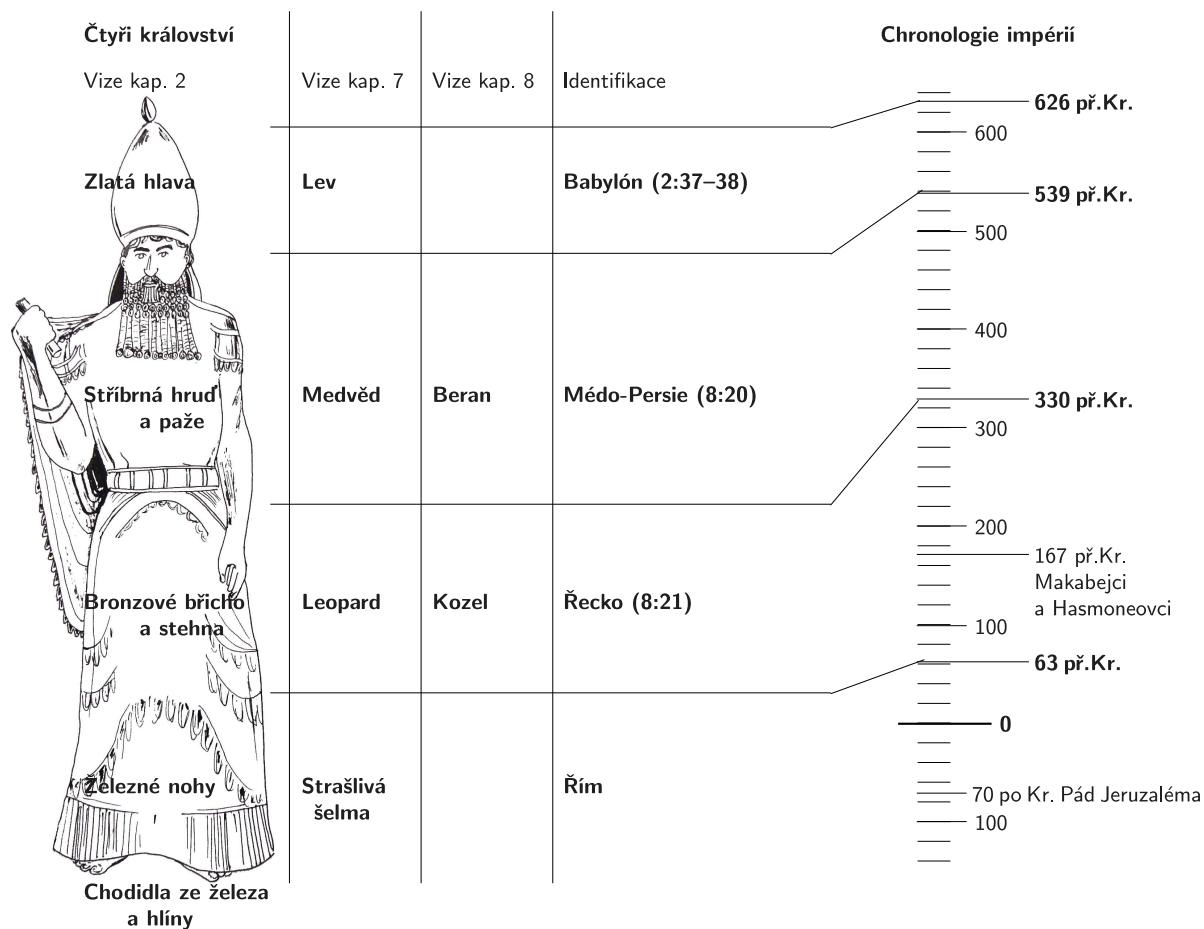 Čtyři království
Chronologie impérií
Vize kap. 2
Vize kap. 7
Vize kap. 8
Identifikace
626 př.Kr.
600
Zlatá hlava
Lev
Babylón (2:37–38)
539 př.Kr.
500
400
Stříbrná hruď
a paže
Medvěd
Beran
Médo-Persie (8:20)
330 př.Kr.
300
200
167 př.Kr.
Makabejci
a Hasmoneovci
Bronzové břicho
a stehna
Leopard
Kozel
Řecko (8:21)
100
63 př.Kr.
0
Železné nohy
Strašlivá
šelma
Řím
70 po Kr. Pád Jeruzaléma
100
Chodidla ze železa
a hlíny